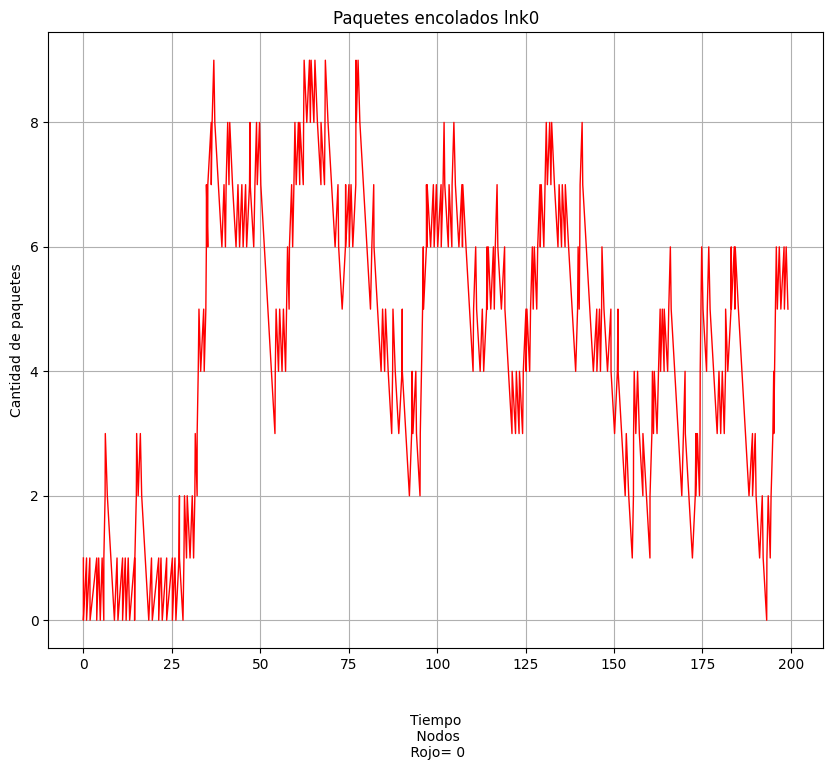 Paquetes encolados lnk0
Cantidad de paquetes
8
6
4
2
0
0 25 50 75 100 125 150 175 200
Tiempo
Nodos
Rojo= 0